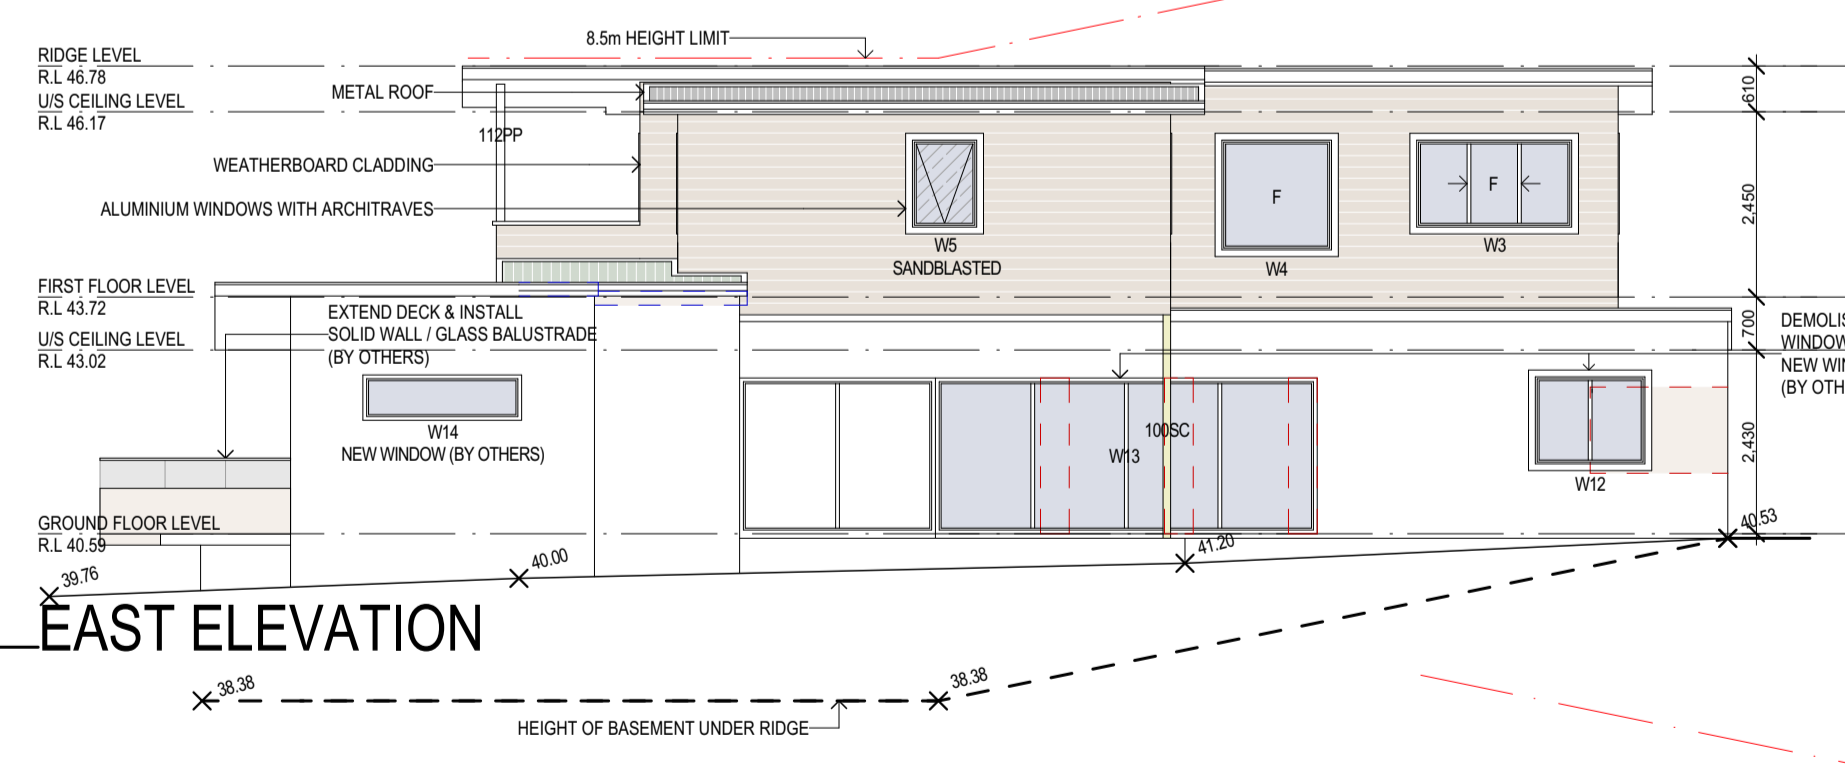 8.5m HEIGHT LIMIT
RIDGE LEVEL
R.L 46.78
U/S CEILING LEVEL
R.L 46.17
METAL ROOF
112PP
WEATHERBOARD CLADDING
ALUMINIUM WINDOWS WITH ARCHITRAVES
W5
SANDBLASTED
F
W4
F
W3
610
2,450
FIRST FLOOR LEVEL
R.L 43.72
U/S CEILING LEVEL
R.L 43.02
EXTEND DECK & INSTALL
SOLID WALL / GLASS BALUSTRADE
(BY OTHERS)
700
DEMOLIS
WINDOW
NEW WIN
(BY OTH
W14
NEW WINDOW (BY OTHERS)
100SC
W13
W12
2,430
GROUND FLOOR LEVEL
R.L 40.59
39.76
40.00
41.20
40.53
EAST ELEVATION
38.38
38.38
HEIGHT OF BASEMENT UNDER RIDGE